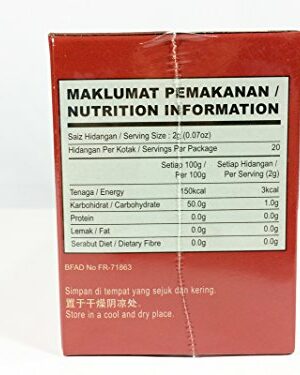 MAKLUMAT PEMAKANAN /
NUTRITION INFORMATION
Saiz Hidangan / Serving Size : 2g (0.07oz)
Hidangan Per Kotak / Servings Par Package 20
Setiap 100g / Setiap Hidangan /
Per 100g Per Serving (2g)
Tenaga / Energy 150kcal 3kcal
Karbohidrat / Carbohydrate 50.0g 1.0g
Protein 0.0g 0.0g
Lemak / Fat 0.0g 0.0g
Serabut Diet / Dietary Fibre 0.0g 0.0g
BFAD No FR-71863
Simpan di tempat yang sejuk dan kering.
置于干燥阴凉处.
Store in a cool and dry place.